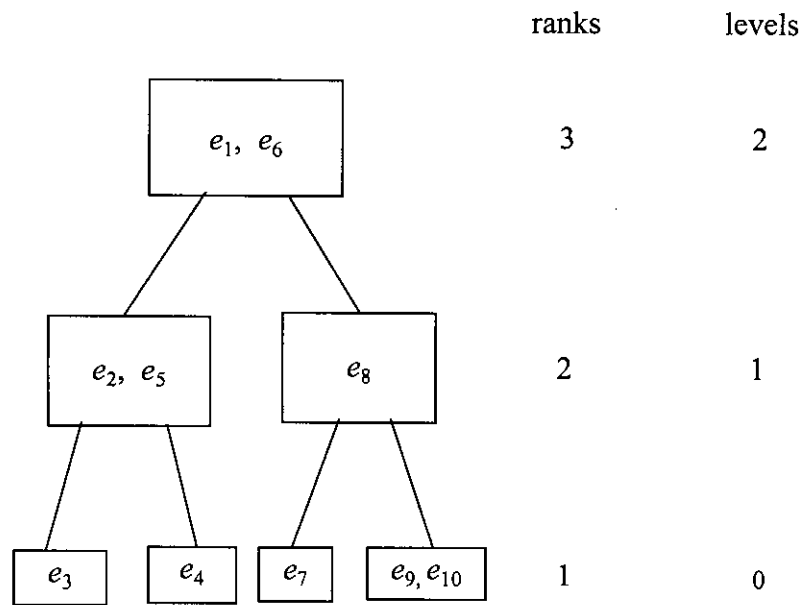 ranks levels
e₁, e₆ 3 2
e₂, e₅ e₈ 2 1
e₃ e₄ e₇ e₉, e₁₀ 1 0